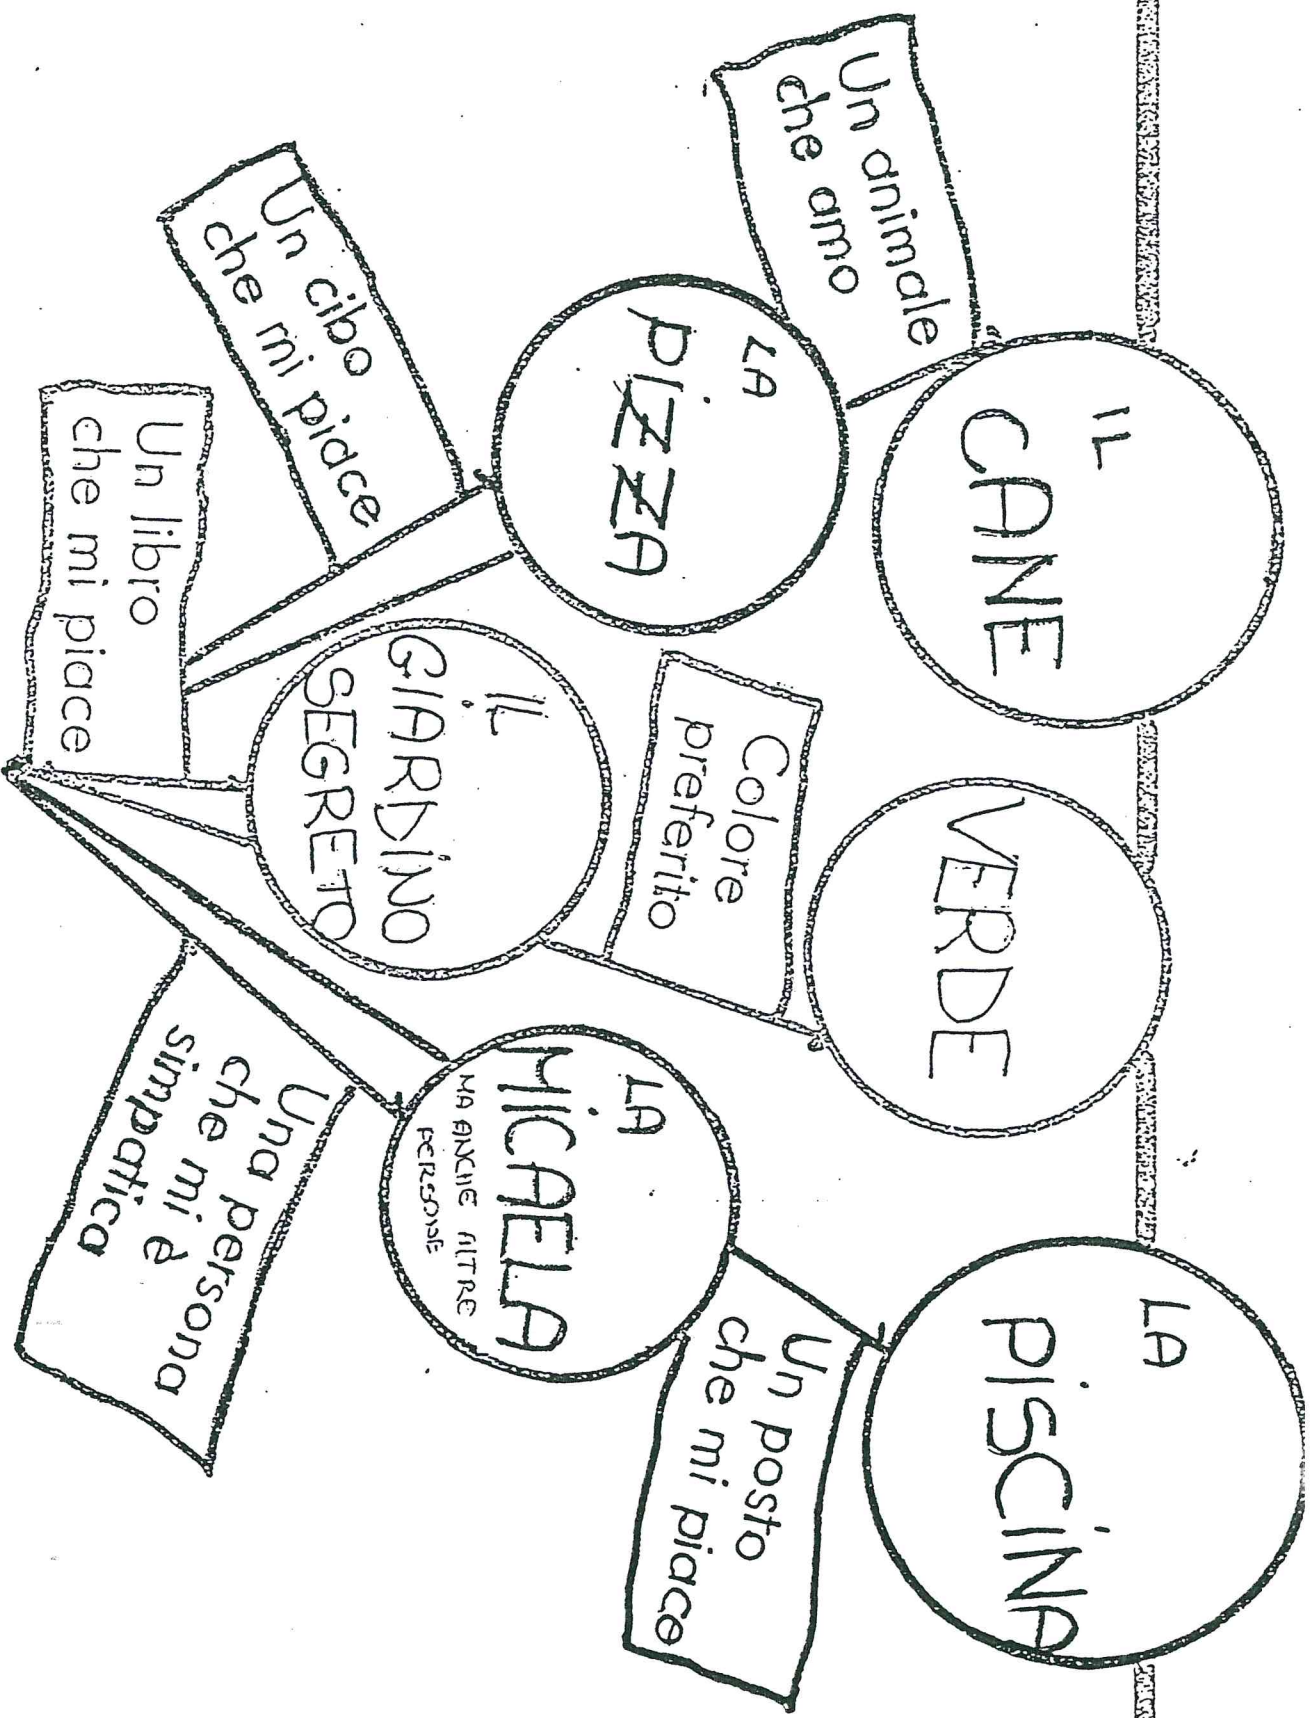 IL
CANE
Un animale
che amo
VERDE
Colore
preferito
LA
PISCINA
Un posto
che mi piace
LA
PIZZA
Un cibo
che mi piace
IL
GIARDINO
SEGRETO
Un libro
che mi piace
LA
MICAELA
MA ANCHE ALTRE
PERSONE
Una persona
che mi è
simpatica